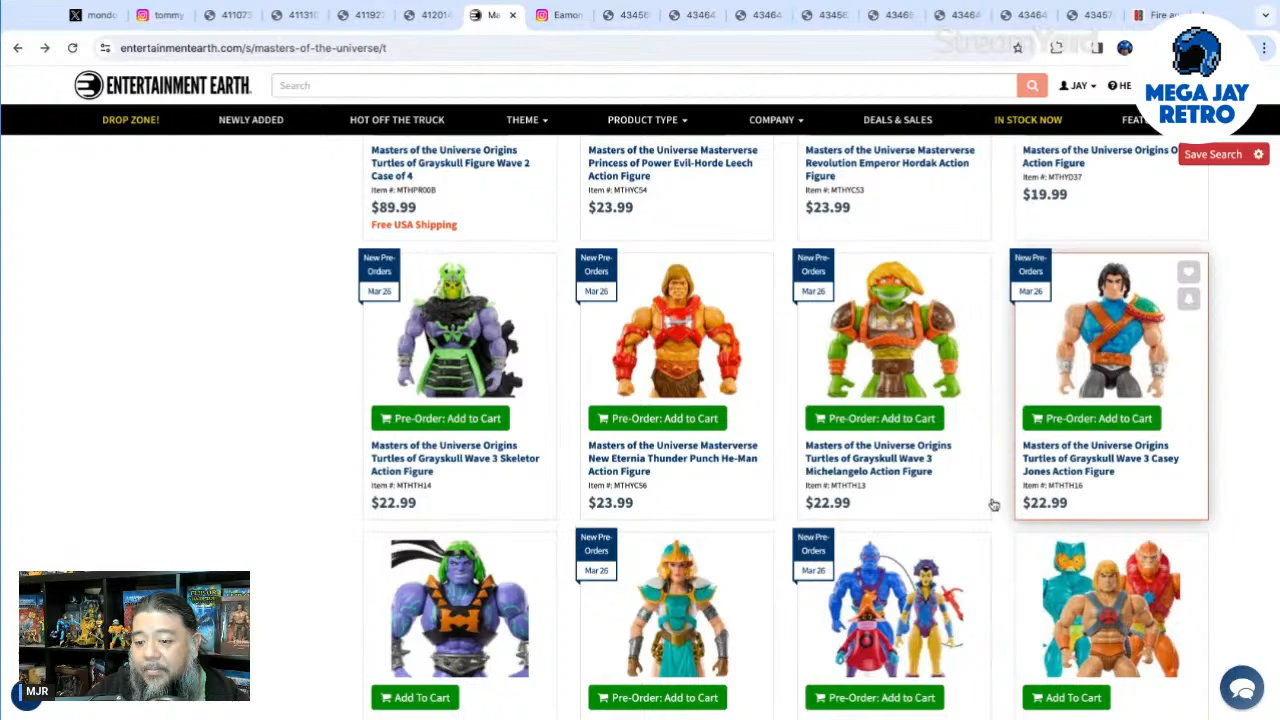 monde
tommy
411073
411310
411927
412014
Ma
Eamon
43456
43464
43464
43456
43468
43464
43464
43457
Fire an
entertainmentearth.com/s/masters-of-the-universe/t
StreamYard
MEGA JAY
RETRO
ENTERTAINMENT EARTH
Search
JAY
HE
DROP ZONE!
NEWLY ADDED
HOT OFF THE TRUCK
THEME
PRODUCT TYPE
COMPANY
DEALS & SALES
IN STOCK NOW
FEAT
Save Search
Masters of the Universe Origins
Turtles of Grayskull Figure Wave 2
Case of 4
Item #: MTHPR00B
$89.99
Free USA Shipping
Masters of the Universe Masterverse
Princess of Power Evil-Horde Leech
Action Figure
Item #: MTHYC54
$23.99
Masters of the Universe Masterverse
Revolution Emperor Hordak Action
Figure
Item #: MTHYC53
$23.99
Masters of the Universe Origins O
Action Figure
Item #: MTHYD37
$19.99
New Pre-
Orders
Mar 26
Pre-Order: Add to Cart
Masters of the Universe Origins
Turtles of Grayskull Wave 3 Skeletor
Action Figure
Item #: MTHTH14
$22.99
New Pre-
Orders
Mar 26
Pre-Order: Add to Cart
Masters of the Universe Masterverse
New Eternia Thunder Punch He-Man
Action Figure
Item #: MTHYC56
$23.99
New Pre-
Orders
Mar 26
Pre-Order: Add to Cart
Masters of the Universe Origins
Turtles of Grayskull Wave 3
Michelangelo Action Figure
Item #: MTHTH13
$22.99
New Pre-
Orders
Mar 26
Pre-Order: Add to Cart
Masters of the Universe Origins
Turtles of Grayskull Wave 3 Casey
Jones Action Figure
Item #: MTHTH16
$22.99
Add To Cart
New Pre-
Orders
Mar 26
Pre-Order: Add to Cart
New Pre-
Orders
Mar 26
Pre-Order: Add to Cart
Add To Cart
MJR